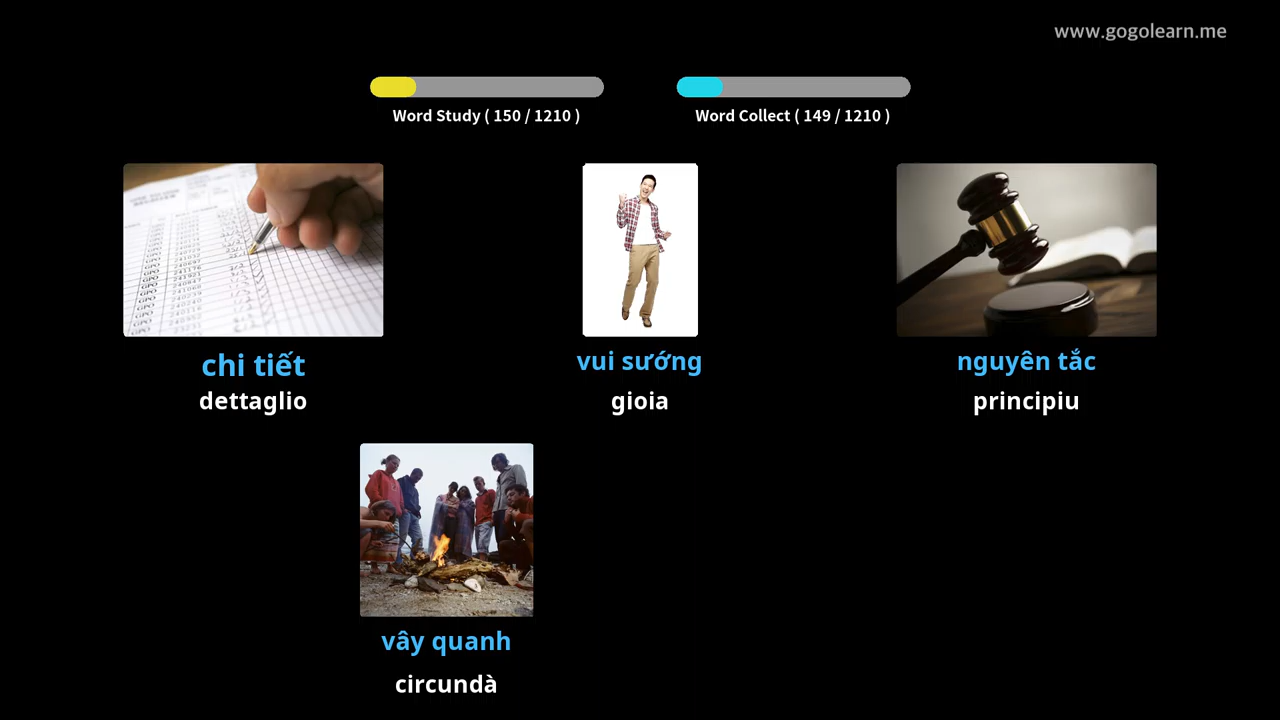 www.gogolearn.me
Word Study ( 150 / 1210 )
Word Collect ( 149 / 1210 )
chi tiết
dettaglio
vui sướng
gioia
nguyên tắc
principiu
vây quanh
circundà